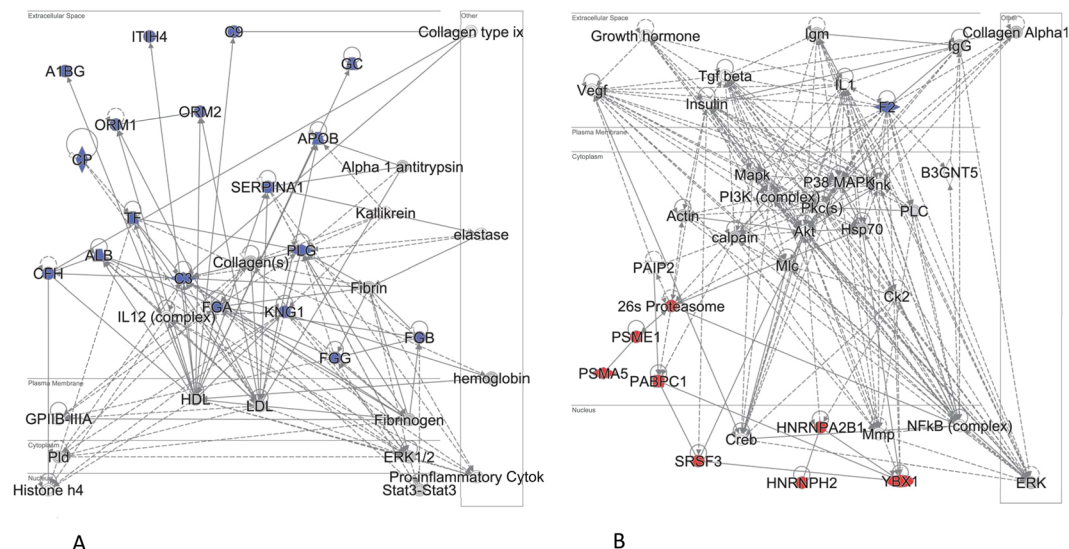 Extracellular Space
Other
ITIH4
C9
Collagen type ix
A1BG
GC
ORM1
ORM2
CP
APOB
Alpha 1 antitrypsin
SERPINA1
Kallikrein
TF
elastase
ALB
PLG
Collagen(s)
CFH
C3
Fibrin
FGA
IL12 (complex)
KNG1
FGB
FGG
Plasma Membrane
hemoglobin
HDL
LDL
GPIIB-IIIA
Fibrinogen
Cytoplasm
Pld
ERK1/2
Nucleus
Pro-inflammatory Cytok
Histone h4
Stat3-Stat3
A
Extracellular Space
Other
Growth hormone
Igm
Collagen Alpha1
IgG
Tgf beta
IL1
Vegf
Insulin
F2
Plasma Membrane
Cytoplasm
Mapk
P38 MAPK
Jnk
B3GNT5
PI3K (complex)
Pkc(s)
Actin
PLC
calpain
Akt
Hsp70
PAIP2
Mlc
Ck2
26s Proteasome
PSME1
PSMA5
PABPC1
Nucleus
HNRNPA2B1
NFkB (complex)
Creb
Mmp
SRSF3
HNRNPH2
YBX1
ERK
B